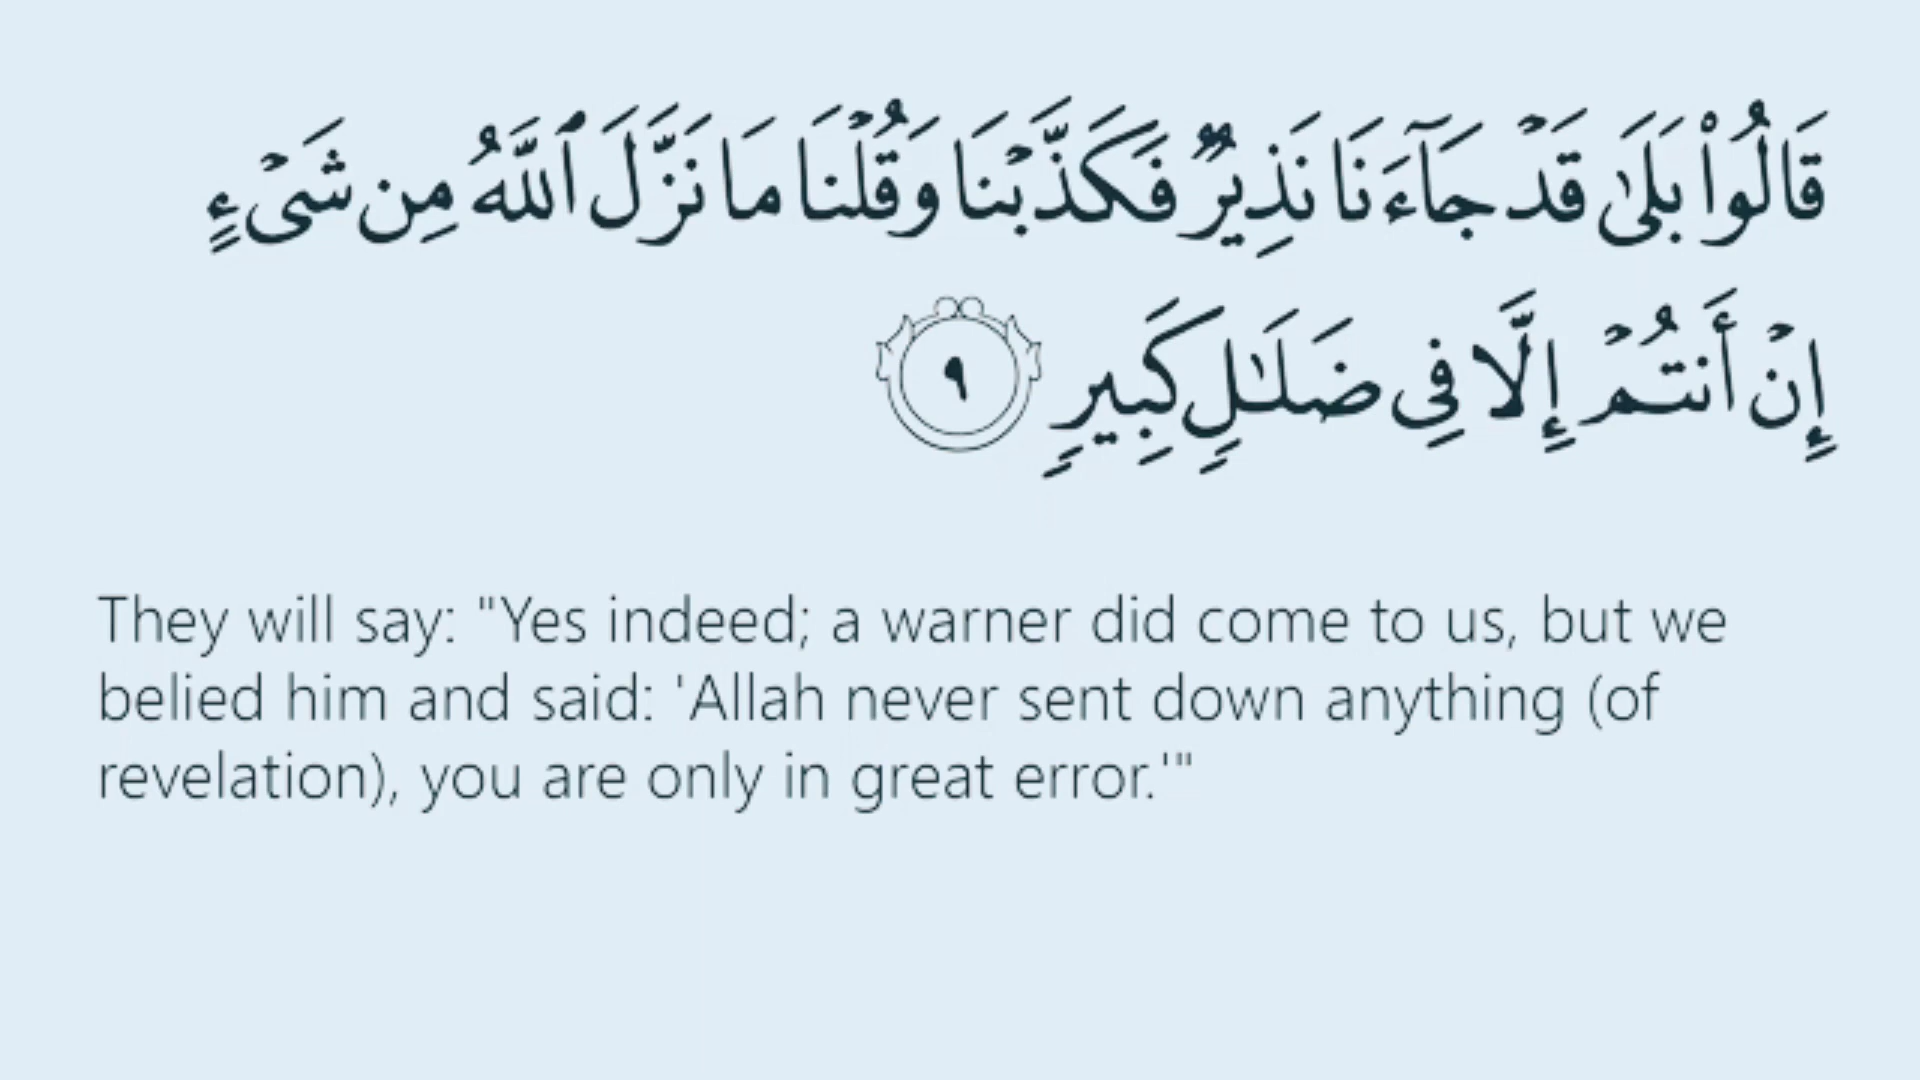 قَالُوا۟ بَلَىٰ قَدْ جَآءَنَا نَذِيرٌ فَكَذَّبْنَا وَقُلْنَا مَا نَزَّلَ ٱللَّهُ مِن شَىْءٍ
إِنْ أَنتُمْ إِلَّا فِى ضَلَـٰلٍ كَبِيرٍ ٩
They will say: "Yes indeed; a warner did come to us, but we
belied him and said: 'Allah never sent down anything (of
revelation), you are only in great error.'"